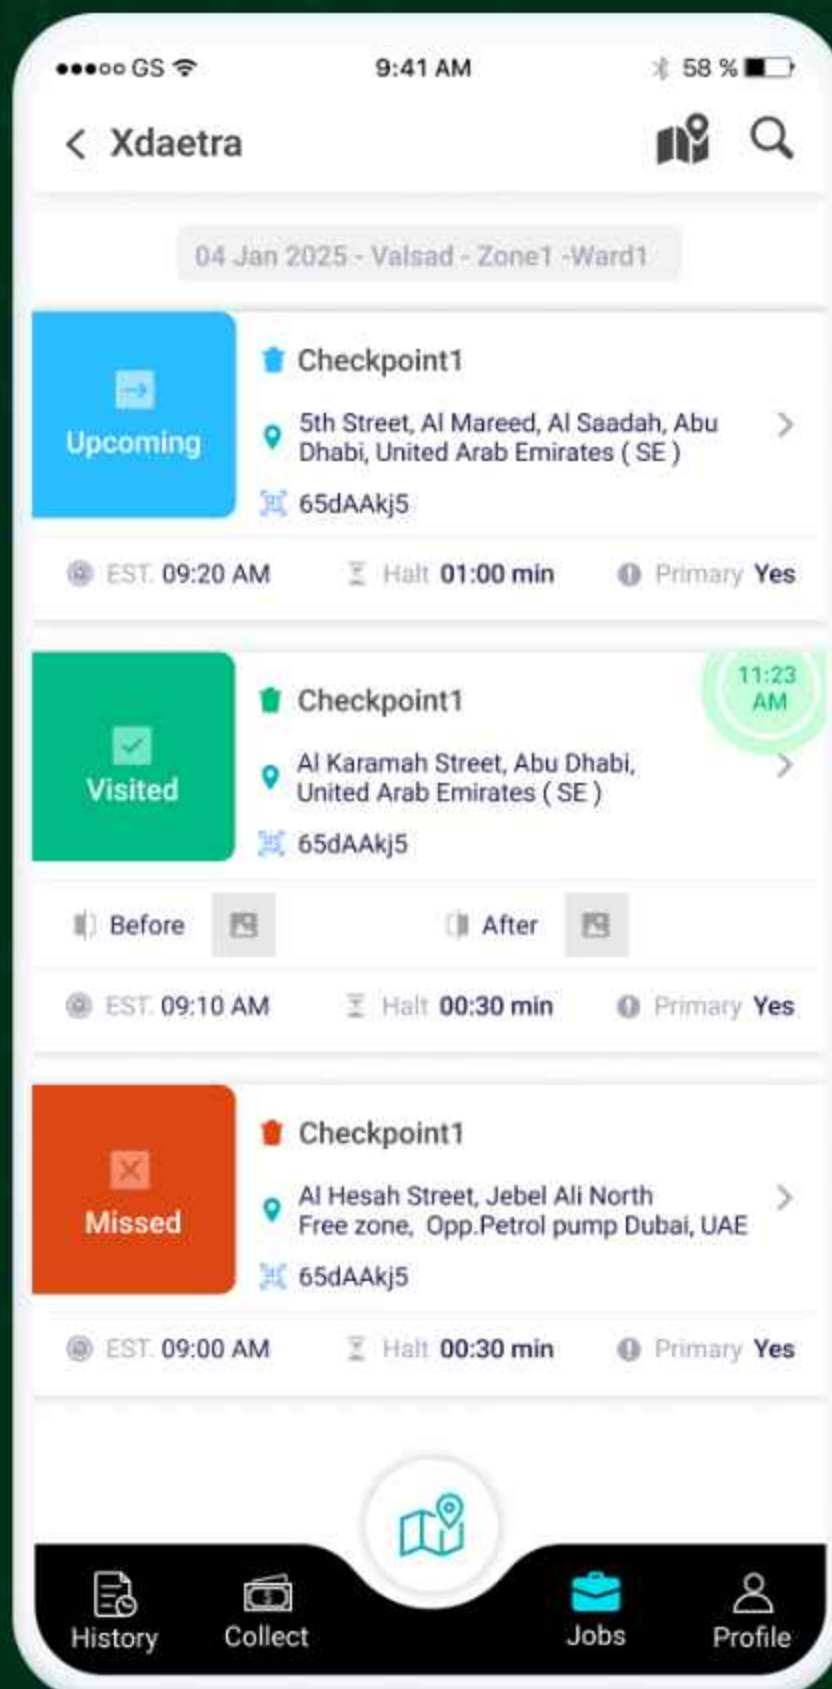 GS 9:41 AM 58 %
Xdaetra
04 Jan 2025 - Valsad - Zone1 -Ward1
Upcoming
Checkpoint1
5th Street, Al Mareed, Al Saadah, Abu
Dhabi, United Arab Emirates ( SE )
65dAAkj5
EST. 09:20 AM Halt 01:00 min Primary Yes
Visited
Checkpoint1
11:23
AM
Al Karamah Street, Abu Dhabi,
United Arab Emirates ( SE )
65dAAkj5
Before After
EST. 09:10 AM Halt 00:30 min Primary Yes
Missed
Checkpoint1
Al Hesah Street, Jebel Ali North
Free zone, Opp.Petrol pump Dubai, UAE
65dAAkj5
EST. 09:00 AM Halt 00:30 min Primary Yes
History Collect Jobs Profile